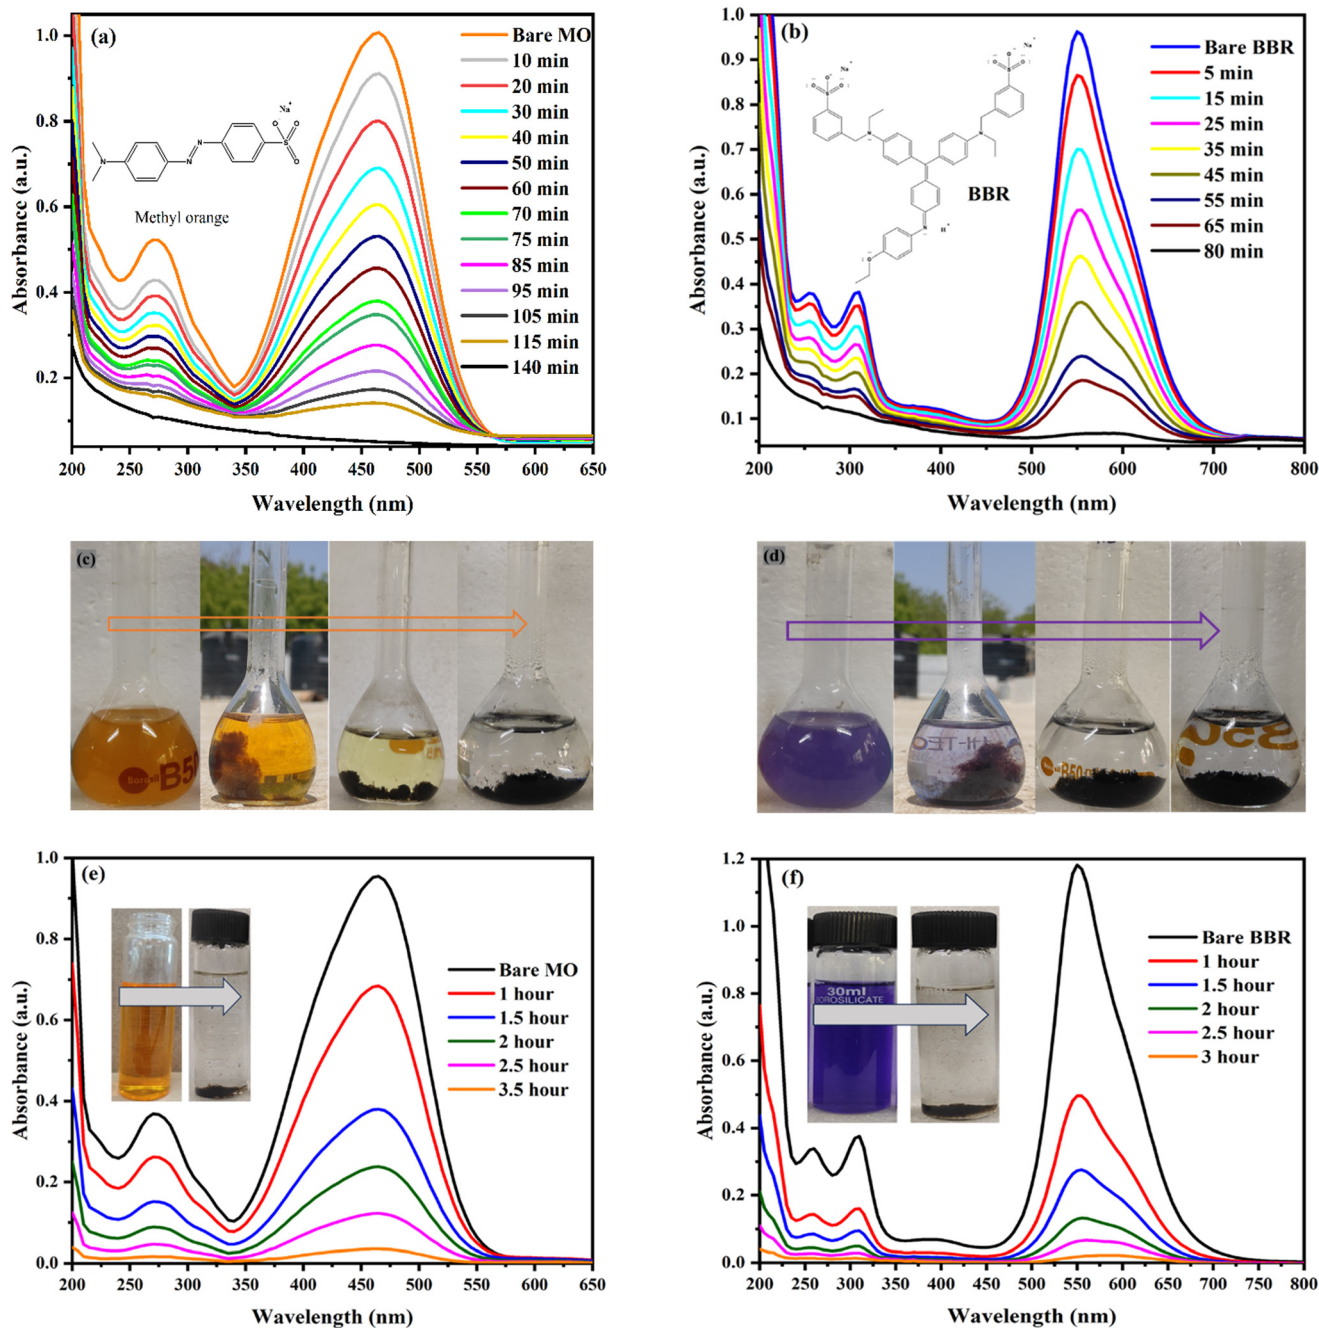 (a)
Bare MO
10 min
20 min
30 min
40 min
50 min
60 min
70 min
75 min
85 min
95 min
105 min
115 min
140 min
Na+
O-
S
O
O
N
N
N
Methyl orange
1.0
0.8
0.6
0.4
0.2
Absorbance (a.u.)
200 250 300 350 400 450 500 550 600 650
Wavelength (nm)
(b)
Bare BBR
5 min
15 min
25 min
35 min
45 min
55 min
65 min
80 min
Na+
Na+
BBR
H+
1.0
0.9
0.8
0.7
0.6
0.5
0.4
0.3
0.2
0.1
Absorbance (a.u.)
200 300 400 500 600 700 800
Wavelength (nm)
(c)
Borosil
B50
(d)
HI-TEC
B50
B50
(e)
Bare MO
1 hour
1.5 hour
2 hour
2.5 hour
3.5 hour
1.0
0.8
0.6
0.4
0.2
0.0
Absorbance (a.u.)
200 250 300 350 400 450 500 550 600 650
Wavelength (nm)
(f)
30ml
BOROSILICATE
Bare BBR
1 hour
1.5 hour
2 hour
2.5 hour
3 hour
1.2
1.0
0.8
0.6
0.4
0.2
0.0
Absorbance (a.u.)
200 250 300 350 400 450 500 550 600 650 700 750 800
Wavelength (nm)